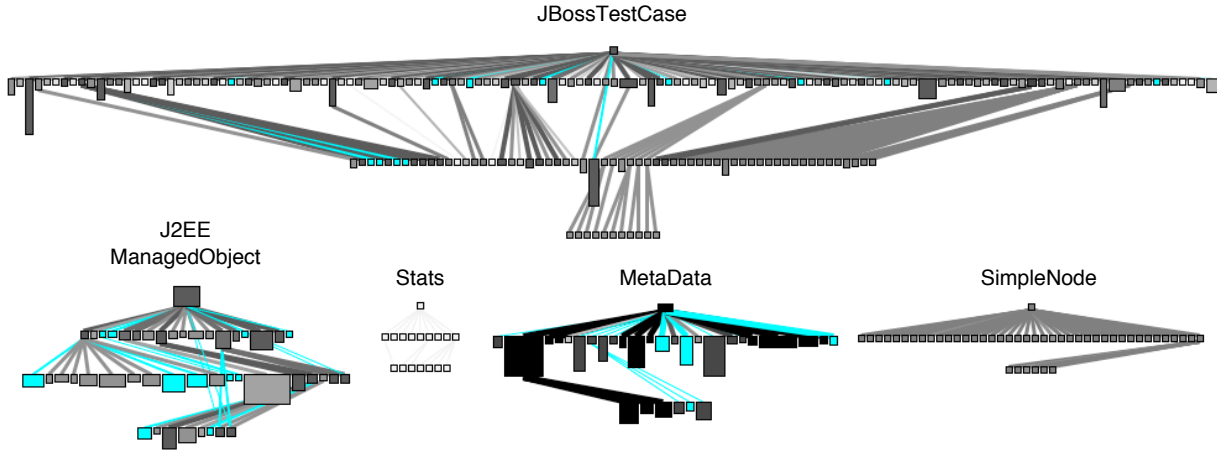 JBossTestCase
J2EE
ManagedObject
Stats
MetaData
SimpleNode